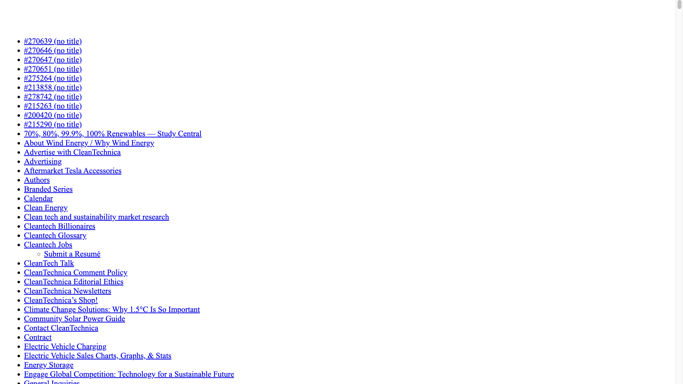 #270639 (no title)
#270646 (no title)
#270647 (no title)
#270651 (no title)
#275264 (no title)
#213858 (no title)
#278742 (no title)
#215263 (no title)
#200420 (no title)
#215290 (no title)
70%, 80%, 99.9%, 100% Renewables — Study Central
About Wind Energy / Why Wind Energy
Advertise with CleanTechnica
Advertising
Aftermarket Tesla Accessories
Authors
Branded Series
Calendar
Clean Energy
Clean tech and sustainability market research
Cleantech Billionaires
Cleantech Glossary
Cleantech Jobs
Submit a Resumé
CleanTech Talk
CleanTechnica Comment Policy
CleanTechnica Editorial Ethics
CleanTechnica Newsletters
CleanTechnica's Shop!
Climate Change Solutions: Why 1.5°C Is So Important
Community Solar Power Guide
Contact CleanTechnica
Contract
Electric Vehicle Charging
Electric Vehicle Sales Charts, Graphs, & Stats
Energy Storage
Engage Global Competition: Technology for a Sustainable Future
General Inquiries